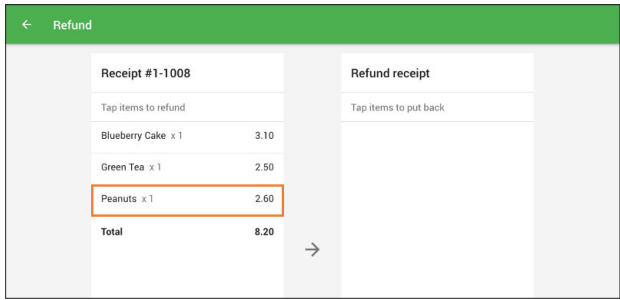 Refund
Receipt #1-1008
Tap items to refund
Blueberry Cake x 1 3.10
Green Tea x 1 2.50
Peanuts x 1 2.60
Total 8.20
Refund receipt
Tap items to put back